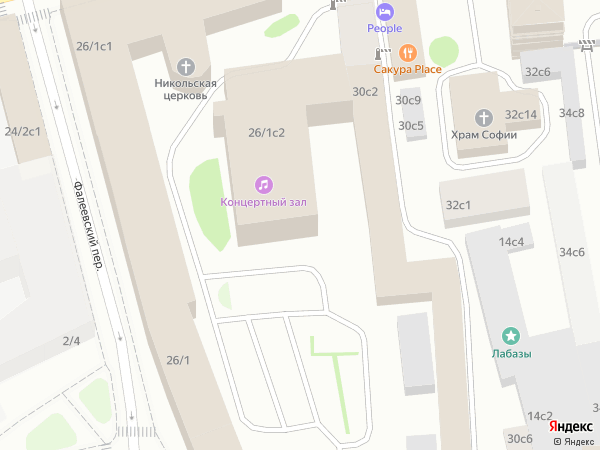 People
26/1с1
Сакура Place
32с6
Никольская
церковь
30с2
30с9
34с8
32с14
24/2с1
26/1с2
30с5
Храм Софии
Концертный зал
32с1
Фалеевский пер.
14с4
34с6
2/4
Лабазы
26/1
14с2
34
Яндекс
30с6
© Яндекс